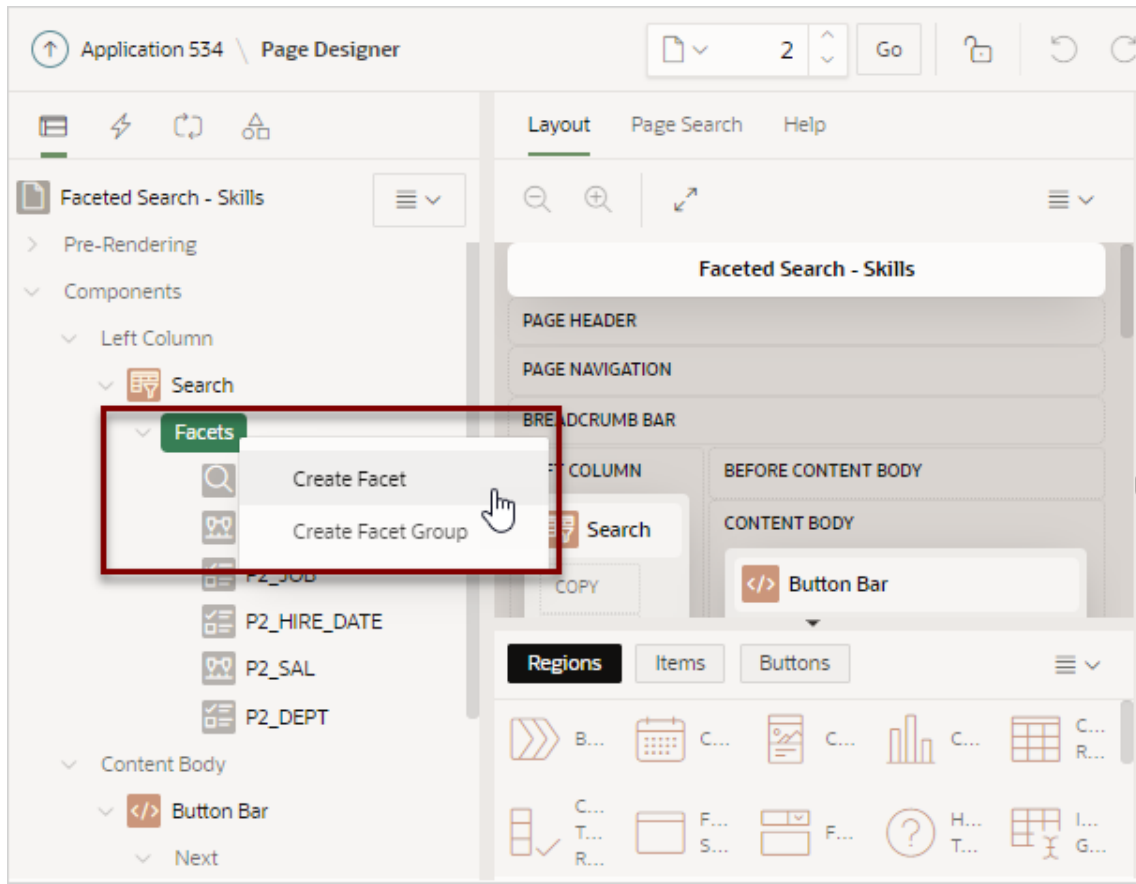 Application 534 \ Page Designer
2
Go
Layout
Page Search
Help
Faceted Search - Skills
Pre-Rendering
Components
Left Column
Search
Facets
Create Facet
Create Facet Group
P2_JOB
P2_HIRE_DATE
P2_SAL
P2_DEPT
Content Body
</> Button Bar
Next
Faceted Search - Skills
PAGE HEADER
PAGE NAVIGATION
BREADCRUMB BAR
FT COLUMN
BEFORE CONTENT BODY
Search
CONTENT BODY
COPY
</> Button Bar
Regions
Items
Buttons
B...
C...
C...
C...
C...
R...
C...
T...
R...
F...
S...
F...
?
H...
T...
I...
G...